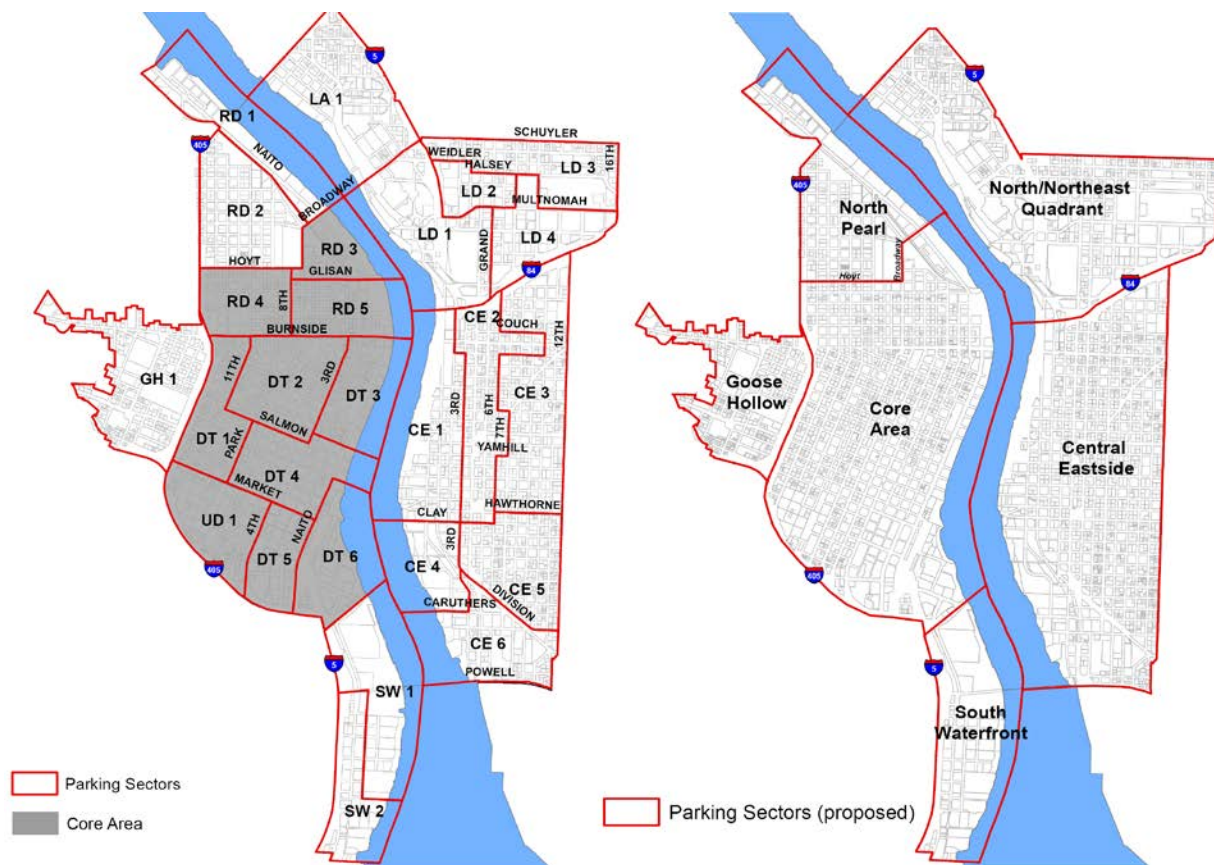 5
LA 1
RD 1
SCHUYLER
405
NAITO
WEIDLER
HALSEY
LD 3
16TH
LD 2
BROADWAY
MULTNOMAH
RD 2
LD 1
GRAND
LD 4
RD 3
HOYT
GLISAN
84
RD 4
8TH
RD 5
CE 2
COUCH
BURNSIDE
12TH
11TH
3RD
GH 1
DT 2
DT 3
3RD
6TH
CE 3
CE 1
7TH
SALMON
DT 1
PARK
YAMHILL
DT 4
MARKET
HAWTHORNE
UD 1
4TH
NAITO
CLAY
3RD
DT 5
DT 6
405
CE 4
CE 5
DIVISION
CARUTHERS
CE 6
5
POWELL
SW 1
SW 2
Parking Sectors
Core Area
5
405
North/Northeast
Quadrant
North
Pearl
Broadway
Hoyt
84
Goose
Hollow
Core
Area
Central
Eastside
405
5
South
Waterfront
Parking Sectors (proposed)